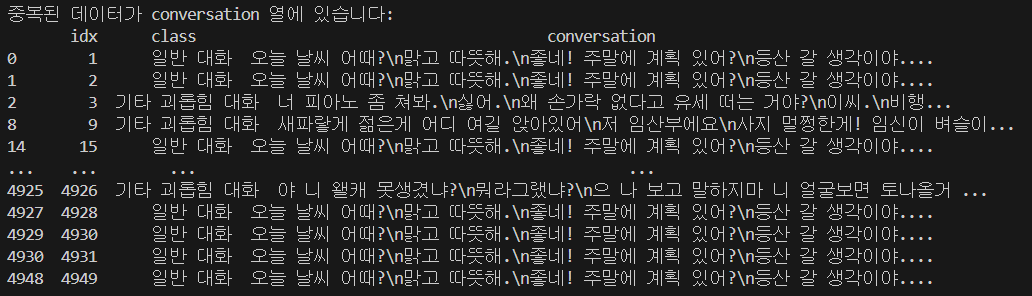 중복된 데이터가 conversation 열에 있습니다:
idx class conversation
0 1 일반 대화 오늘 날씨 어때?\n맑고 따뜻해.\n좋네! 주말에 계획 있어?\n등산 갈 생각이야....
1 2 일반 대화 오늘 날씨 어때?\n맑고 따뜻해.\n좋네! 주말에 계획 있어?\n등산 갈 생각이야....
2 3 기타 괴롭힘 대화 너 피아노 좀 쳐봐.\n싫어.\n왜 손가락 없다고 유세 떠는 거야?\n이씨.\n비행...
8 9 기타 괴롭힘 대화 새파랗게 젊은게 어디 여길 앉아있어\n저 임산부에요\n사지 멀쩡한게! 임신이 벼슬이...
14 15 일반 대화 오늘 날씨 어때?\n맑고 따뜻해.\n좋네! 주말에 계획 있어?\n등산 갈 생각이야....
... ... ... ...
4925 4926 기타 괴롭힘 대화 야 니 왤캐 못생겼냐?\n뭐라그랬냐?\n으 나 보고 말하지마 니 얼굴보면 토나올거 ...
4927 4928 일반 대화 오늘 날씨 어때?\n맑고 따뜻해.\n좋네! 주말에 계획 있어?\n등산 갈 생각이야....
4929 4930 일반 대화 오늘 날씨 어때?\n맑고 따뜻해.\n좋네! 주말에 계획 있어?\n등산 갈 생각이야....
4930 4931 일반 대화 오늘 날씨 어때?\n맑고 따뜻해.\n좋네! 주말에 계획 있어?\n등산 갈 생각이야....
4948 4949 일반 대화 오늘 날씨 어때?\n맑고 따뜻해.\n좋네! 주말에 계획 있어?\n등산 갈 생각이야....